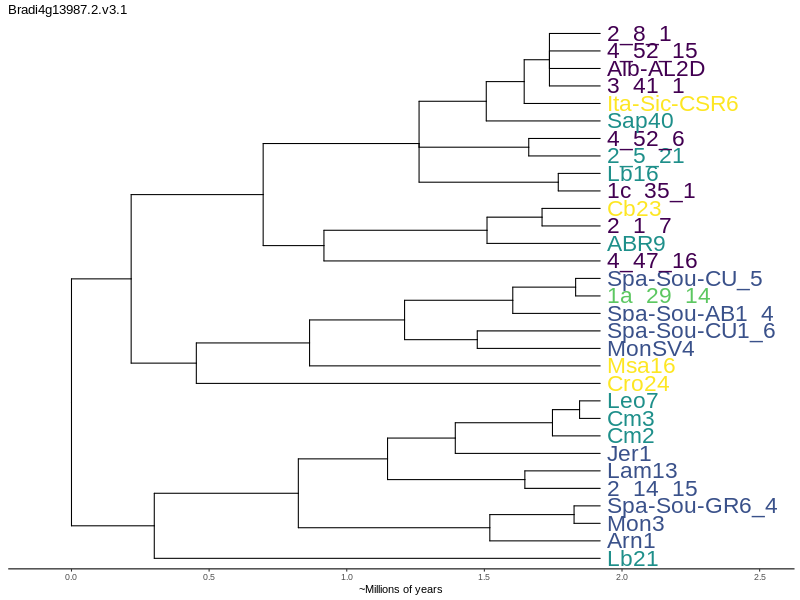 Bradi4g13987.2.v3.1
2_8_1
4_52_15
Alb-AL2D
3_41_1
Ita-Sic-CSR6
Sap40
4_52_6
2_5_21
Lb16
1c_35_1
Cb23
2_1_7
ABR9
4_47_16
Spa-Sou-CU_5
1a_29_14
Spa-Sou-AB1_4
Spa-Sou-CU1_6
MonSV4
Msa16
Cro24
Leo7
Cm3
Cm2
Jer1
Lam13
2_14_15
Spa-Sou-GR6_4
Mon3
Arn1
Lb21
0.0 0.5 1.0 1.5 2.0 2.5
~Millions of years